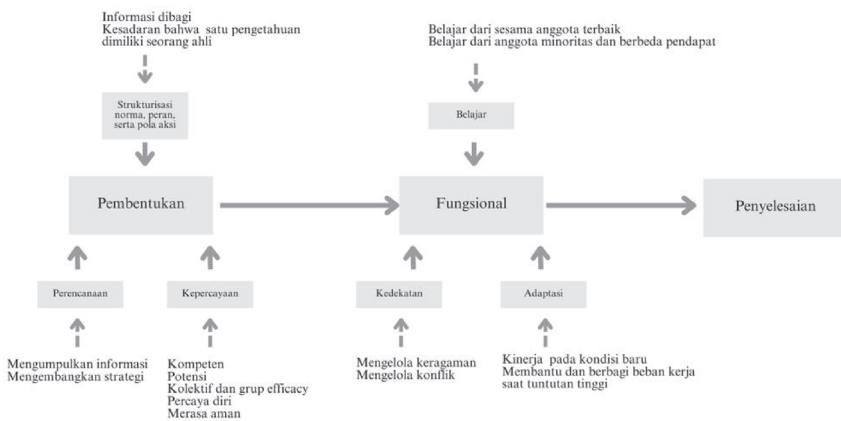 Informasi dibagi
Kesadaran bahwa satu pengetahuan
dimiliki seorang ahli
Belajar dari sesama anggota terbaik
Belajar dari anggota minoritas dan berbeda pendapat
Strukturisasi
norma, peran,
serta pola aksi
Belajar
Pembentukan
Fungsional
Penyelesaian
Perencanaan
Kepercayaan
Kedekatan
Adaptasi
Mengumpulkan informasi
Mengembangkan strategi
Kompeten
Potensi
Kolektif dan grup efficacy
Percaya diri
Merasa aman
Mengelola keragaman
Mengelola konflik
Kinerja pada kondisi baru
Membantu dan berbagi beban kerja
saat tuntutan tinggi